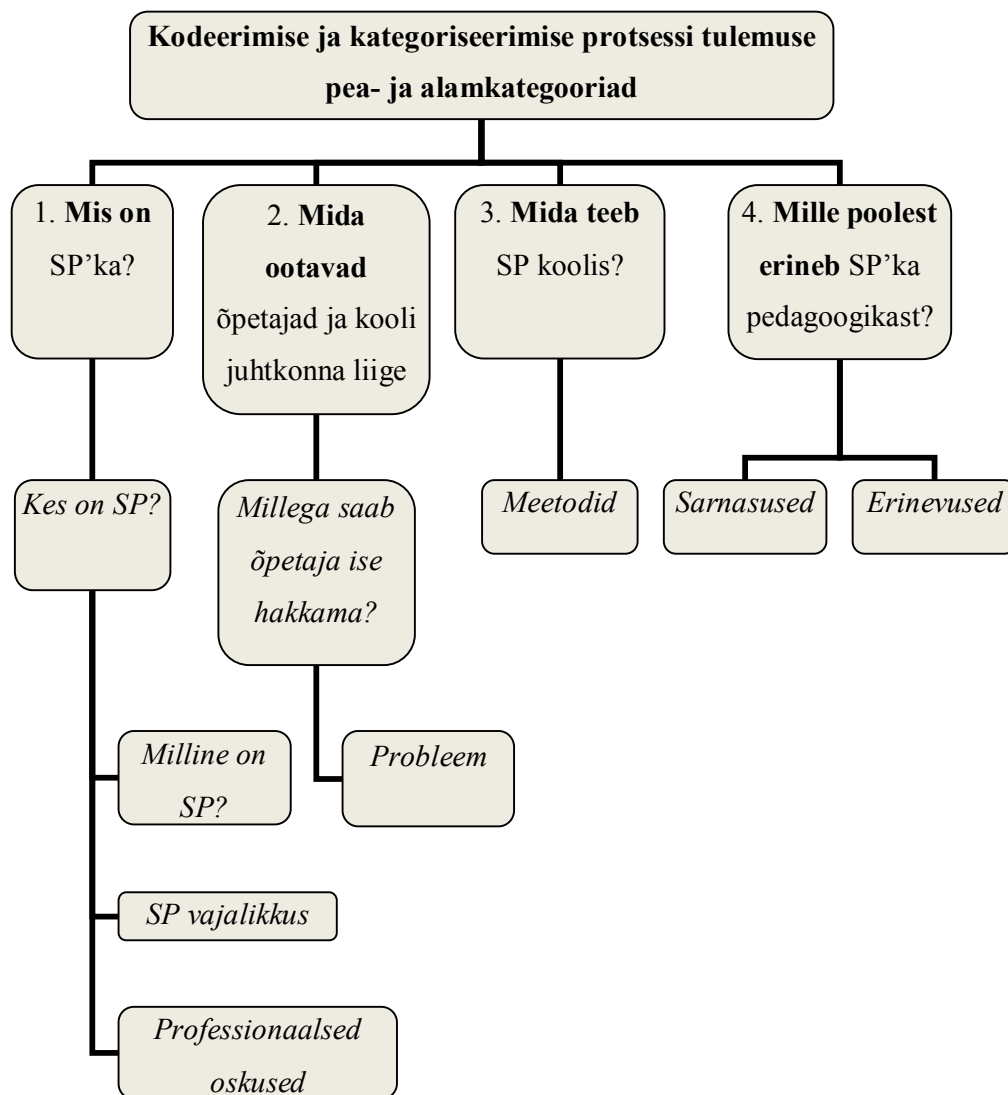 Kodeerimise ja kategoriseerimise protsessi tulemuse
pea- ja alamkategooriad
1. Mis on
SP’ka?
2. Mida
ootavad
õpetajad ja kooli
juhtkonna liige
3. Mida teeb
SP koolis?
4. Mille poolest
erineb SP’ka
pedagoogikast?
Kes on SP?
Millega saab
õpetaja ise
hakkama?
Meetodid
Sarnasused
Erinevused
Milline on
SP?
Probleem
SP vajalikkus
Professionaalsed
oskused